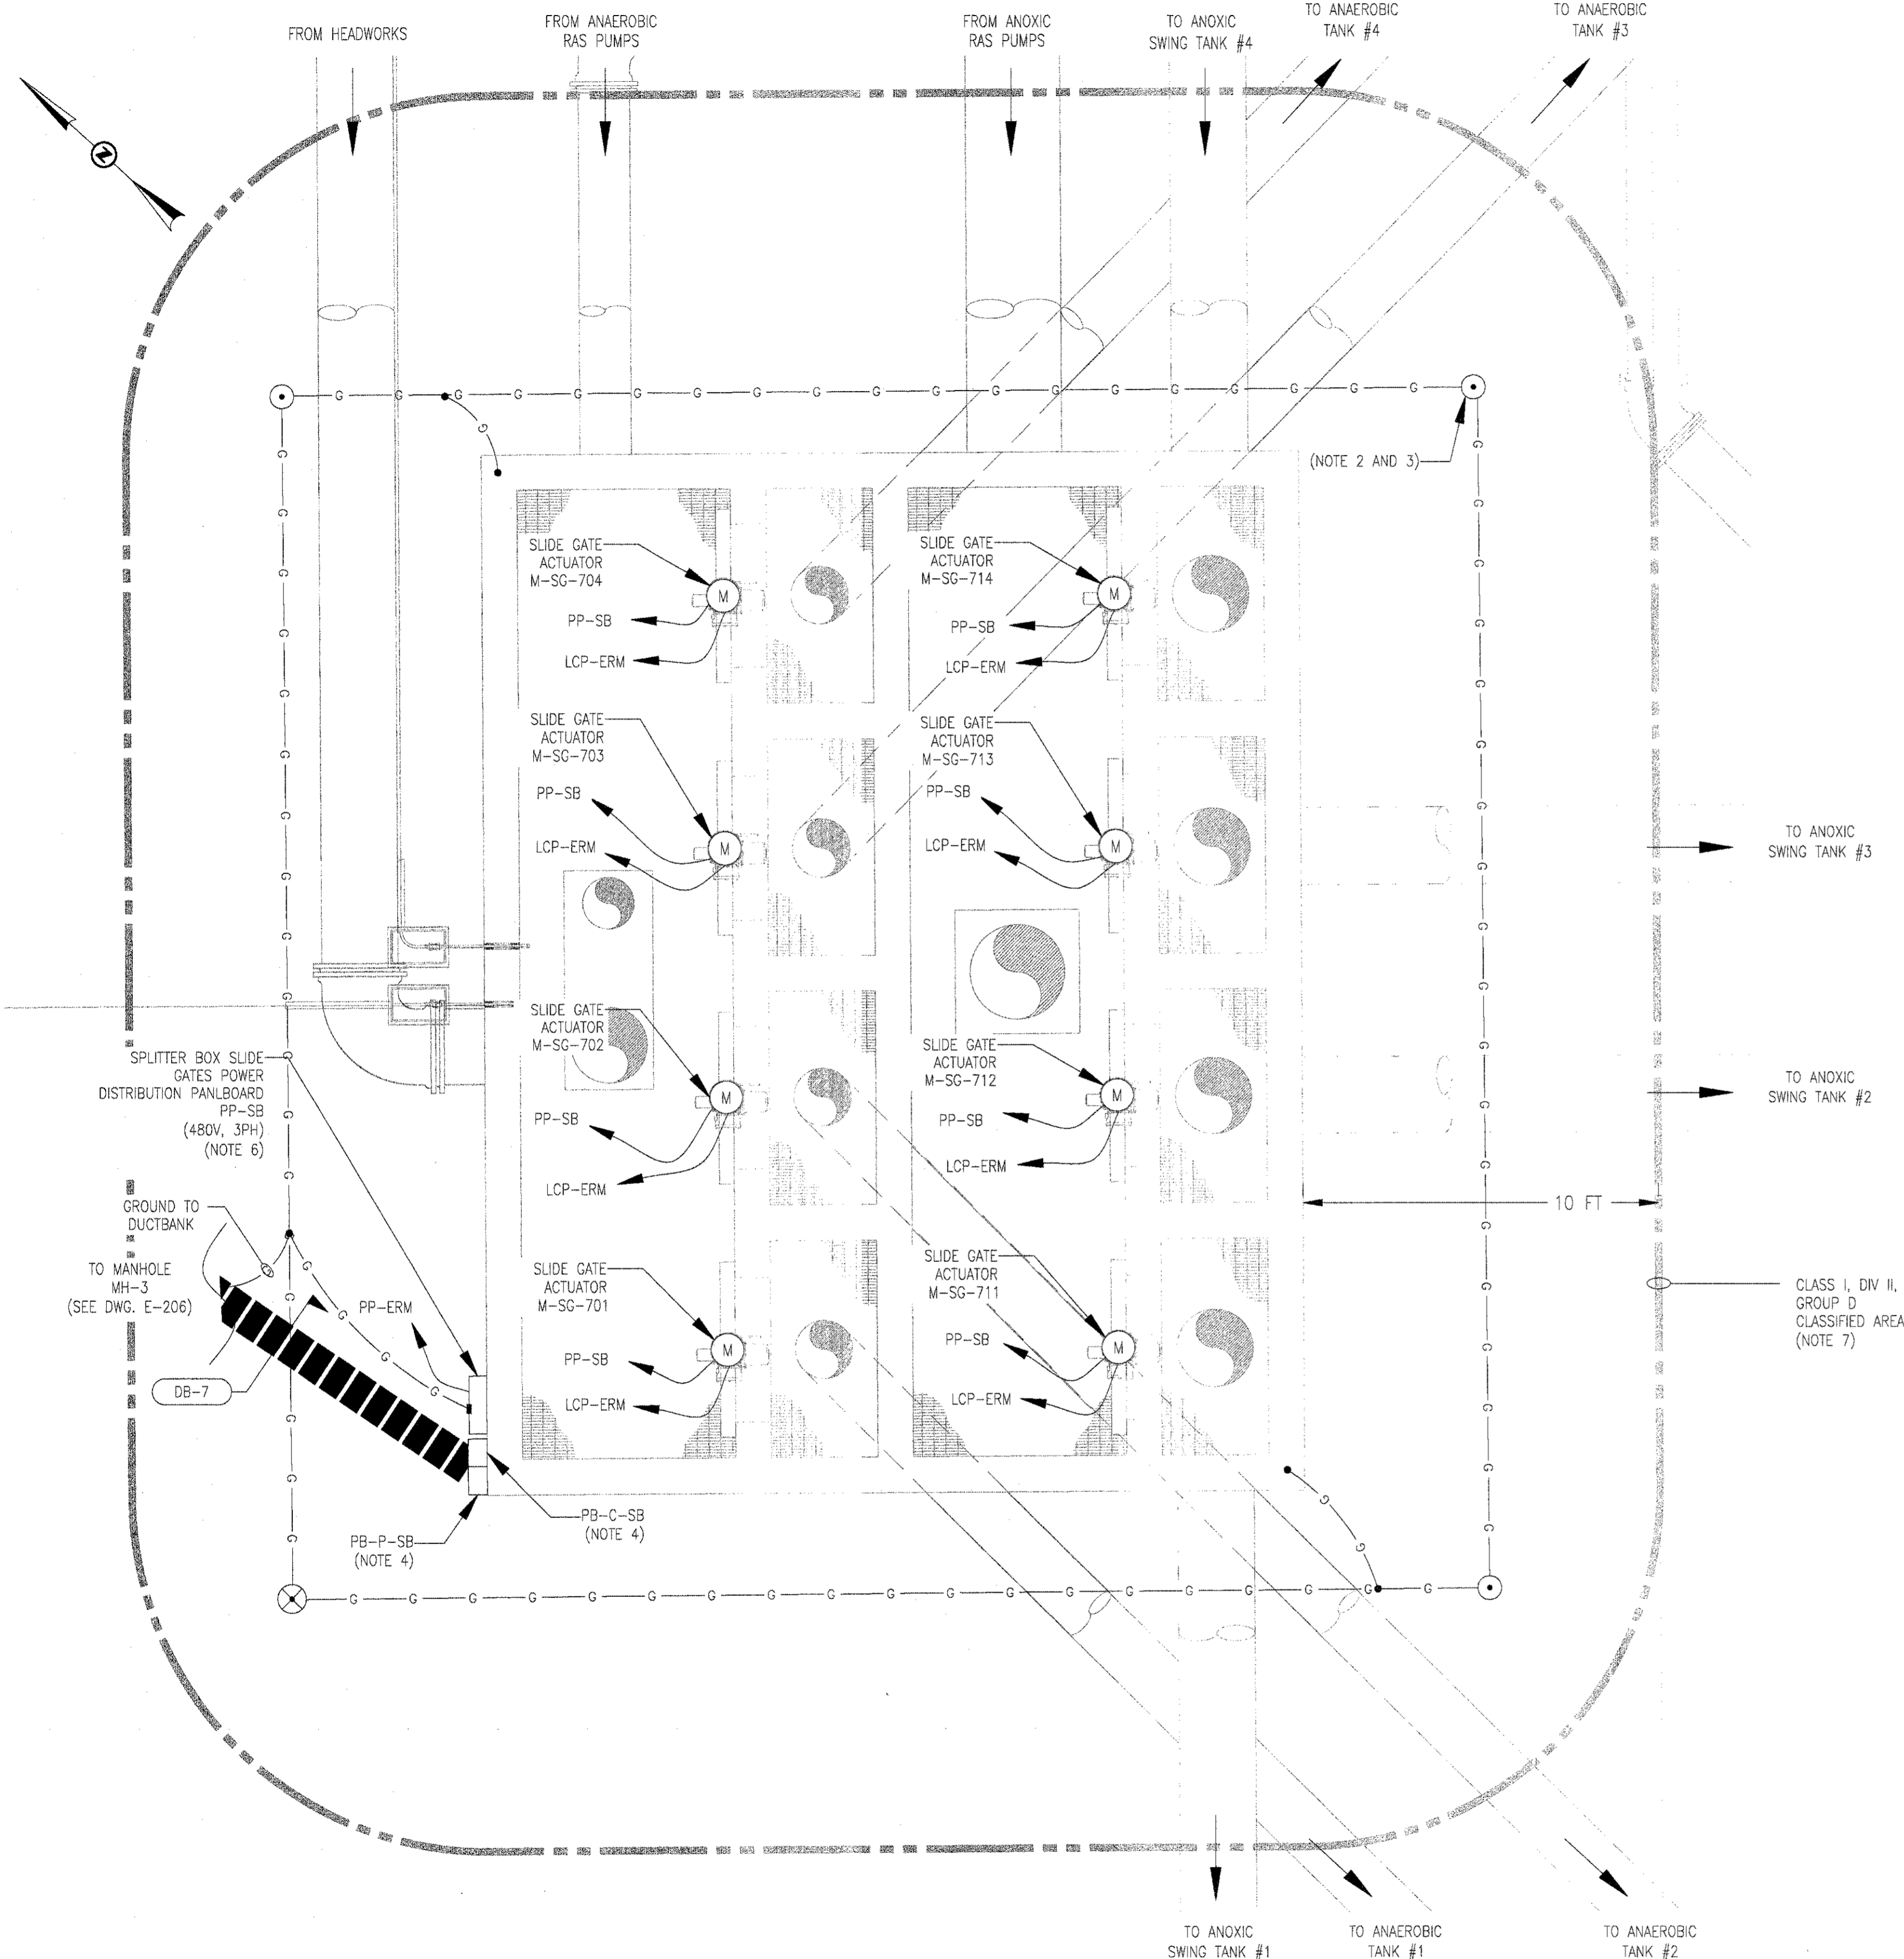 FROM HEADWORKS
FROM ANAEROBIC
RAS PUMPS
FROM ANOXIC
RAS PUMPS
TO ANOXIC
SWING TANK #4
TO ANAEROBIC
TANK #4
TO ANAEROBIC
TANK #3
N
G G G G G G G G G G G G G G G G G G G
G
(NOTE 2 AND 3)
SLIDE GATE
ACTUATOR
M-SG-704
M
PP-SB
LCP-ERM
SLIDE GATE
ACTUATOR
M-SG-714
M
PP-SB
LCP-ERM
SLIDE GATE
ACTUATOR
M-SG-703
M
PP-SB
LCP-ERM
SLIDE GATE
ACTUATOR
M-SG-713
M
PP-SB
LCP-ERM
TO ANOXIC
SWING TANK #3
SLIDE GATE
ACTUATOR
M-SG-702
M
PP-SB
LCP-ERM
SLIDE GATE
ACTUATOR
M-SG-712
M
PP-SB
LCP-ERM
TO ANOXIC
SWING TANK #2
SPLITTER BOX SLIDE
GATES POWER
DISTRIBUTION PANLBOARD
PP-SB
(480V, 3PH)
(NOTE 6)
10 FT
GROUND TO
DUCTBANK
TO MANHOLE
MH-3
(SEE DWG. E-206)
PP-ERM
DB-7
SLIDE GATE
ACTUATOR
M-SG-701
M
PP-SB
LCP-ERM
SLIDE GATE
ACTUATOR
M-SG-711
M
PP-SB
LCP-ERM
CLASS I, DIV II,
GROUP D
CLASSIFIED AREA
(NOTE 7)
PB-C-SB
(NOTE 4)
PB-P-SB
(NOTE 4)
G G G G G G G G G G G G G G G G G G G
TO ANOXIC
SWING TANK #1
TO ANAEROBIC
TANK #1
TO ANAEROBIC
TANK #2